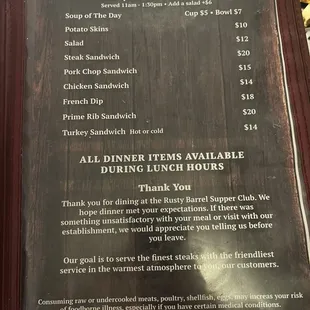 Served 11am - 1:30pm • Add a salad +$6
Soup of The Day Cup $5 • Bowl $7
Potato Skins $10
Salad $12
Steak Sandwich $20
Pork Chop Sandwich $15
Chicken Sandwich $14
French Dip $18
Prime Rib Sandwich $20
Turkey Sandwich Hot or cold $14
ALL DINNER ITEMS AVAILABLE
DURING LUNCH HOURS
Thank You
Thank you for dining at the Rusty Barrel Supper Club. We
hope dinner met your expectations. If there was
something unsatisfactory with your meal or visit with our
establishment, we would appreciate you telling us before
you leave.
Our goal is to serve the finest steaks with the friendliest
service in the warmest atmosphere to you, our customers.
Consuming raw or undercooked meats, poultry, shellfish, eggs, may increas your risk
of foodborne illness, especially if you have certain medical conditions.